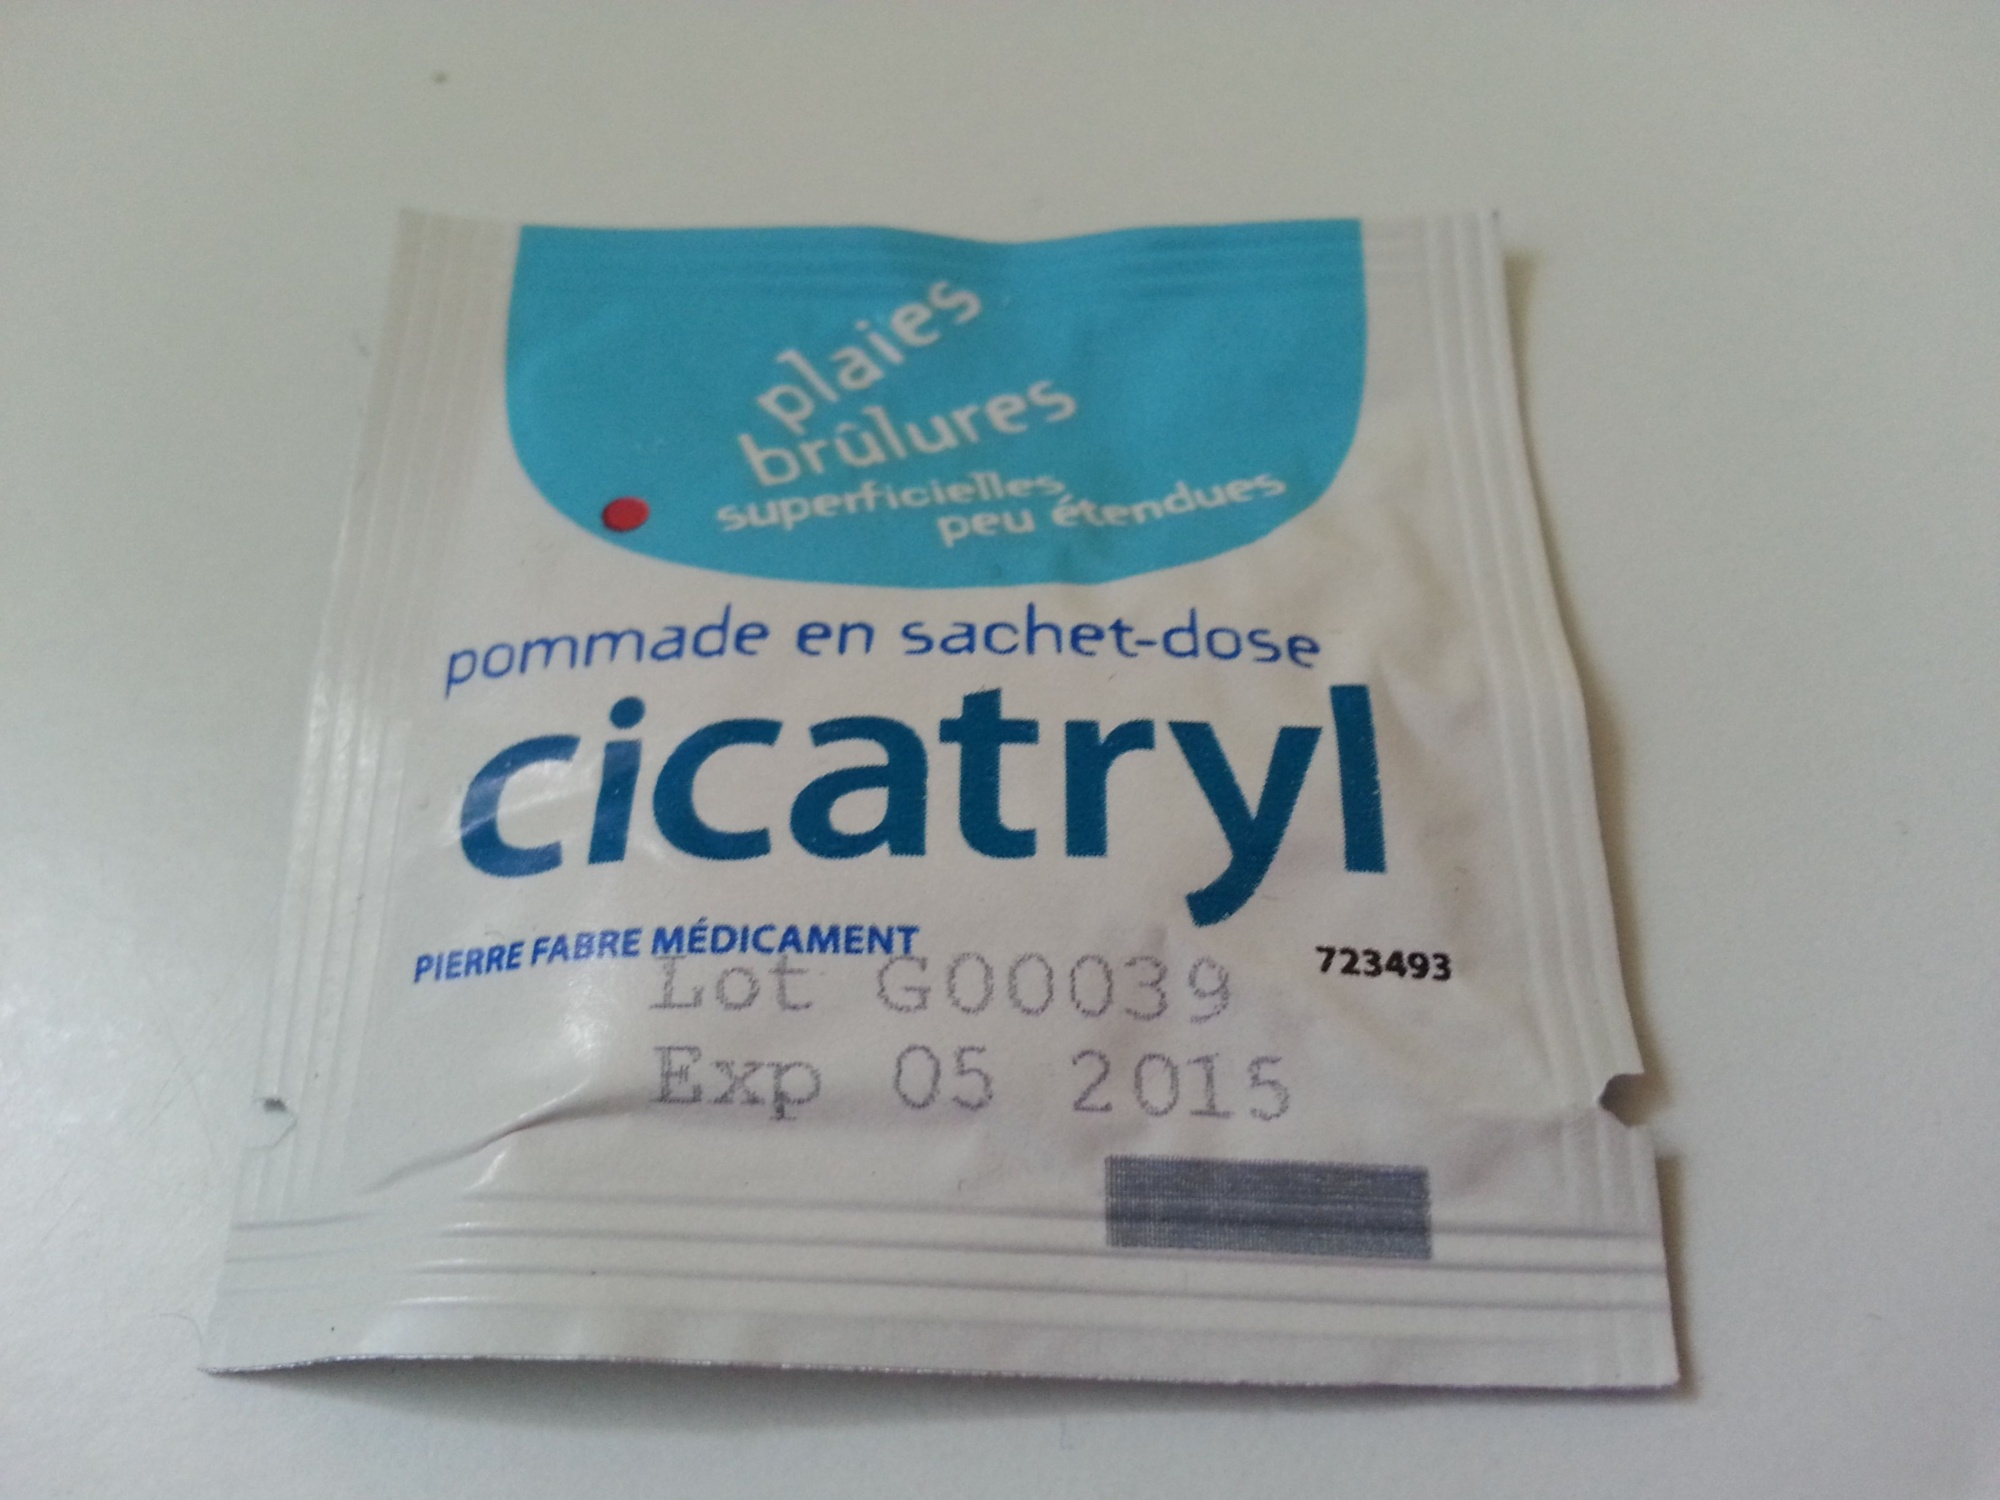 plaies
brûlures
superficielles
peu étendues
pommade en sachet-dose
cicatryl
PIERRE FABRE MÉDICAMENT
723493
Lot G00039
Exp 05 2015